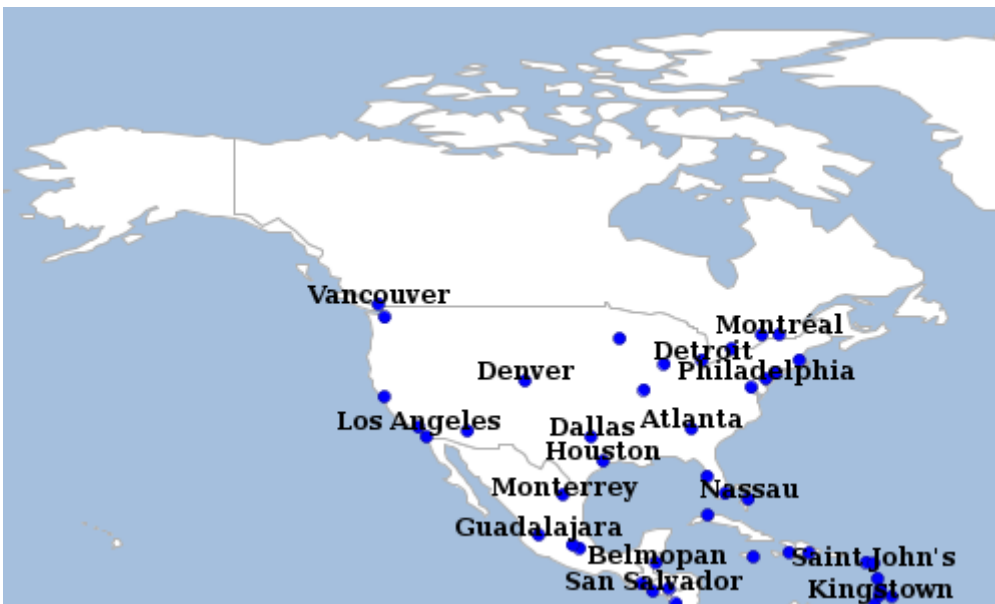 Vancouver
Montréal
Detroit
Denver
Philadelphia
Los Angeles
Atlanta
Dallas
Houston
Monterrey
Nassau
Guadalajara
Belmopan
Saint John's
San Salvador
Kingstown